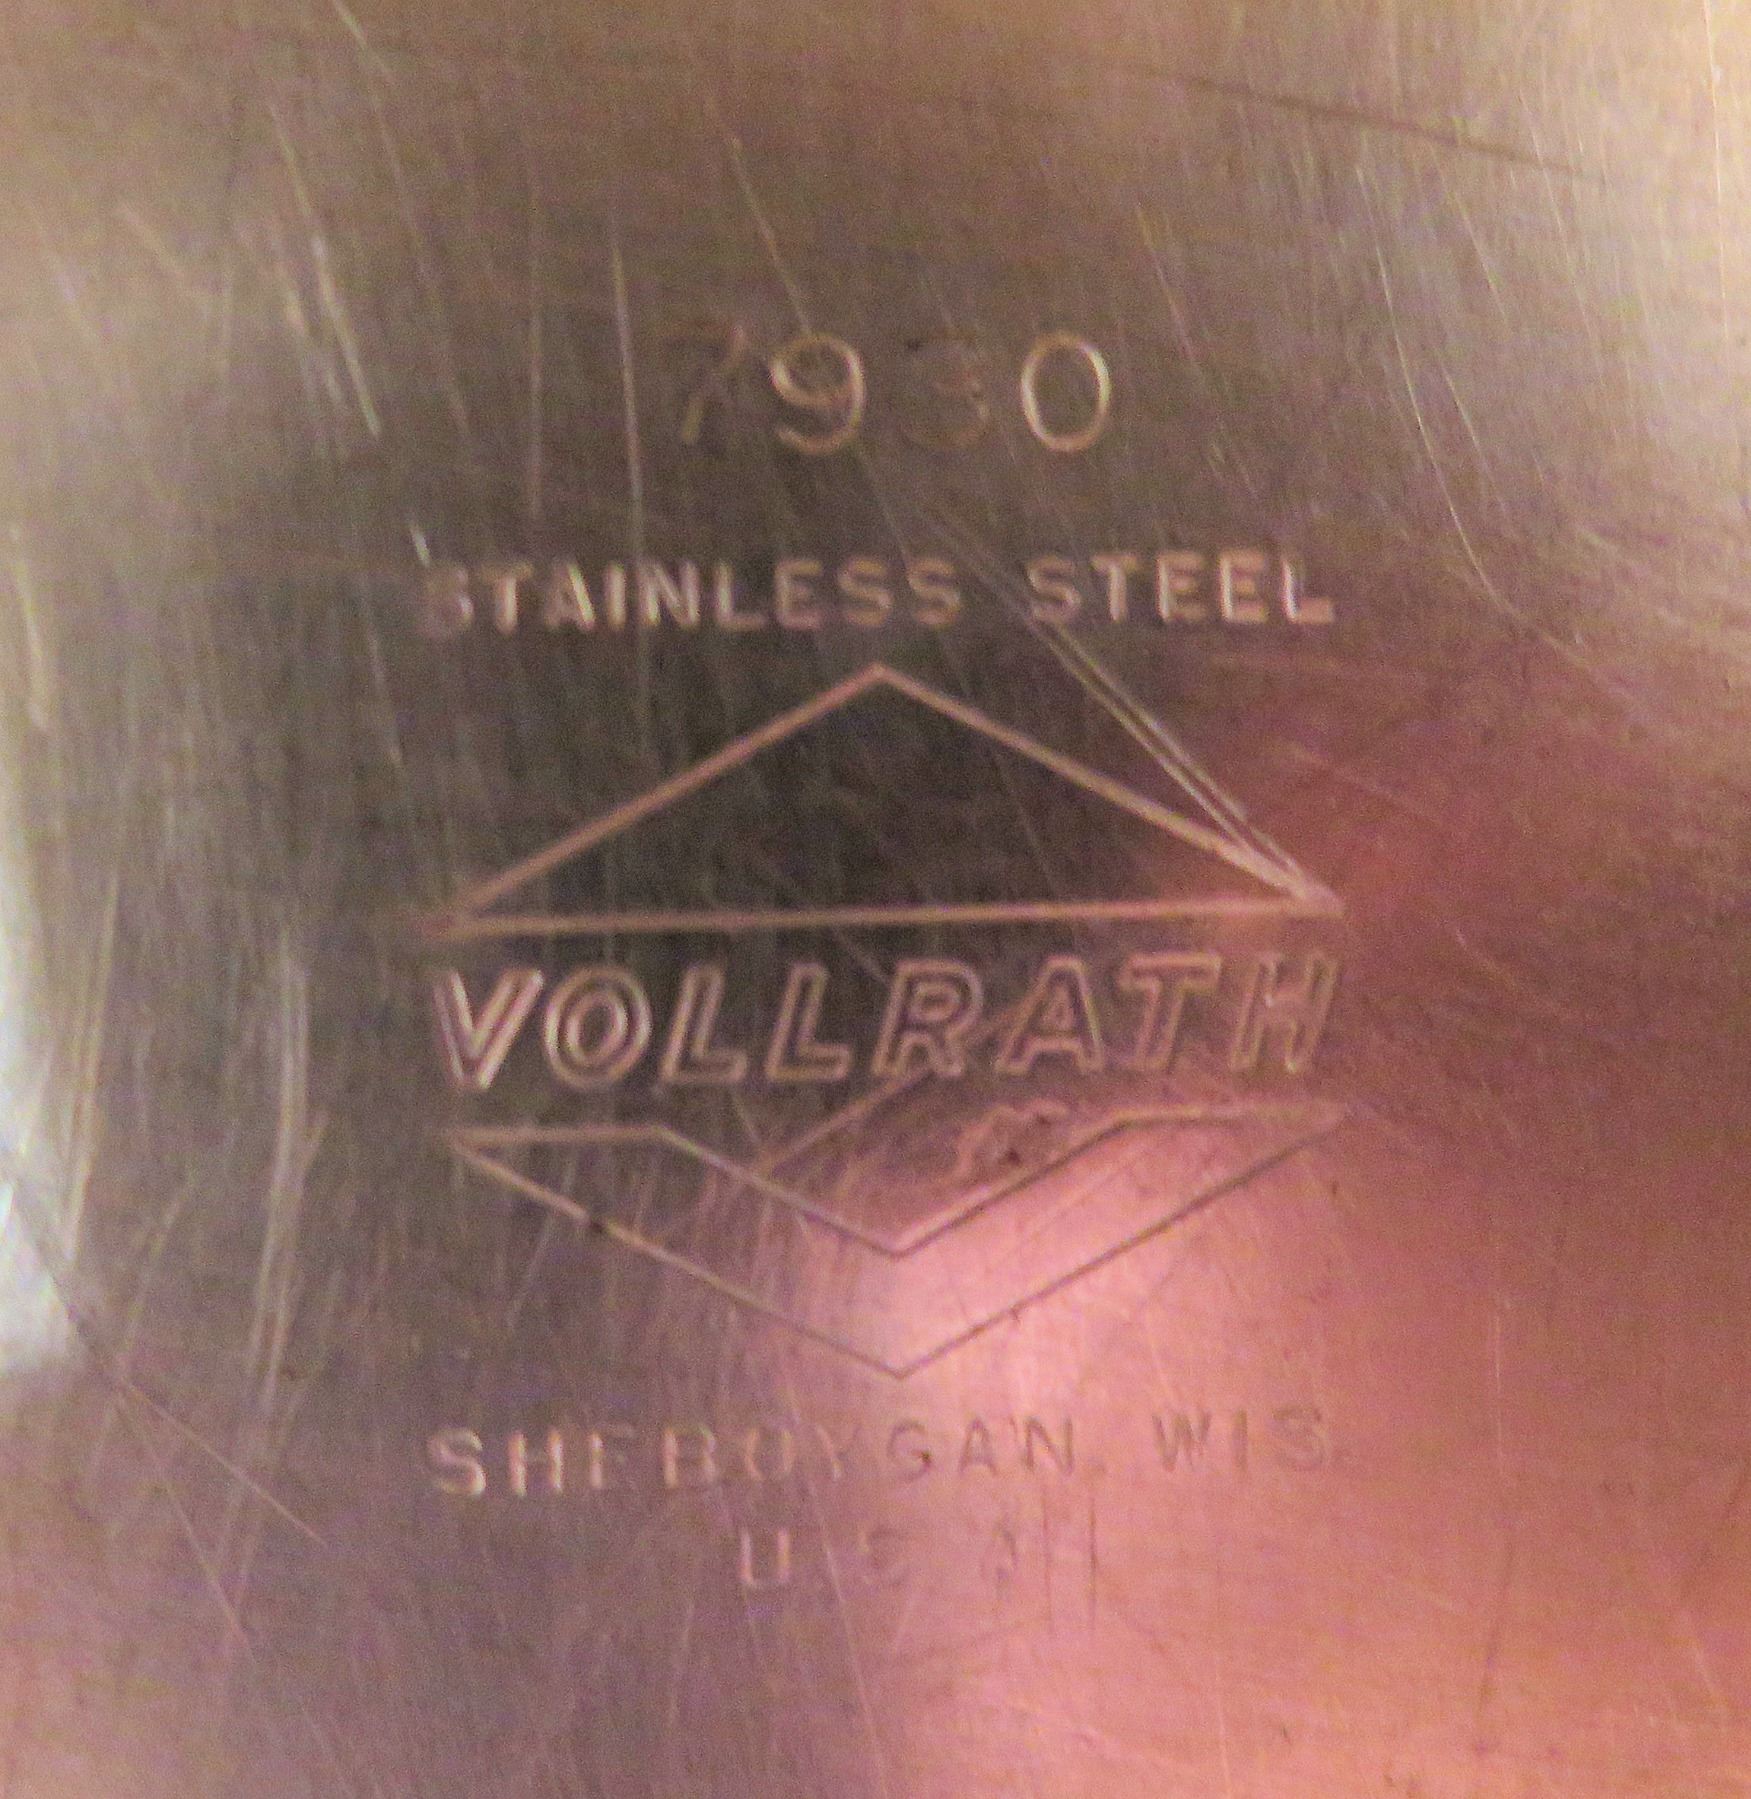 7930
STAINLESS STEEL
VOLLRATH
SHEBOYGAN WIS
U S A